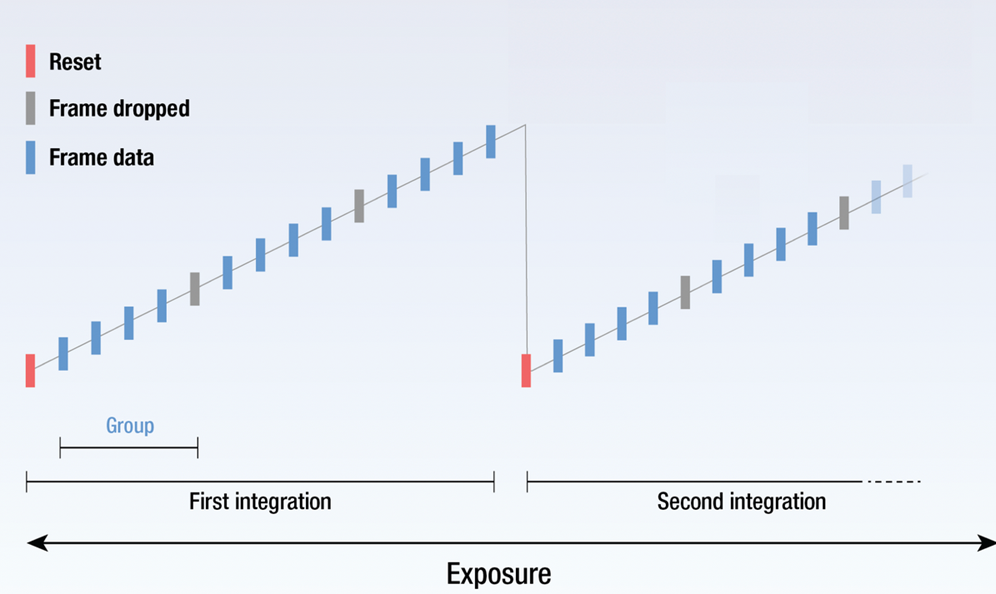 Reset
Frame dropped
Frame data
Group
First integration
Second integration
Exposure